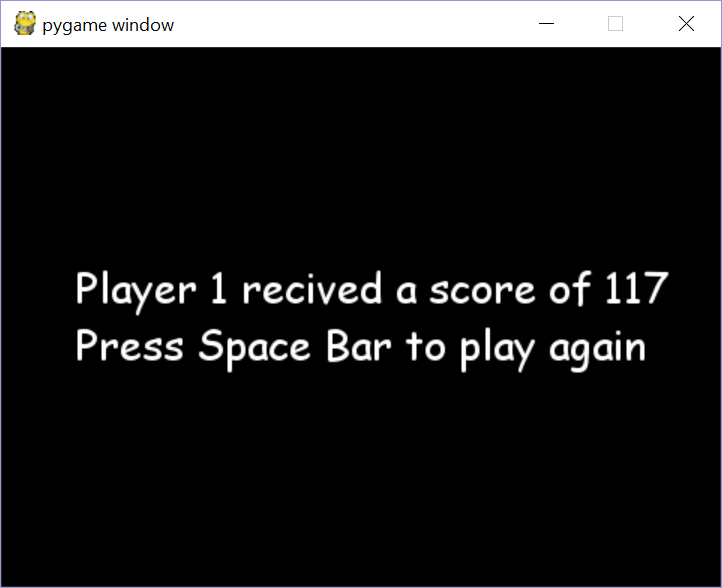 pygame window
Player 1 recived a score of 117
Press Space Bar to play again